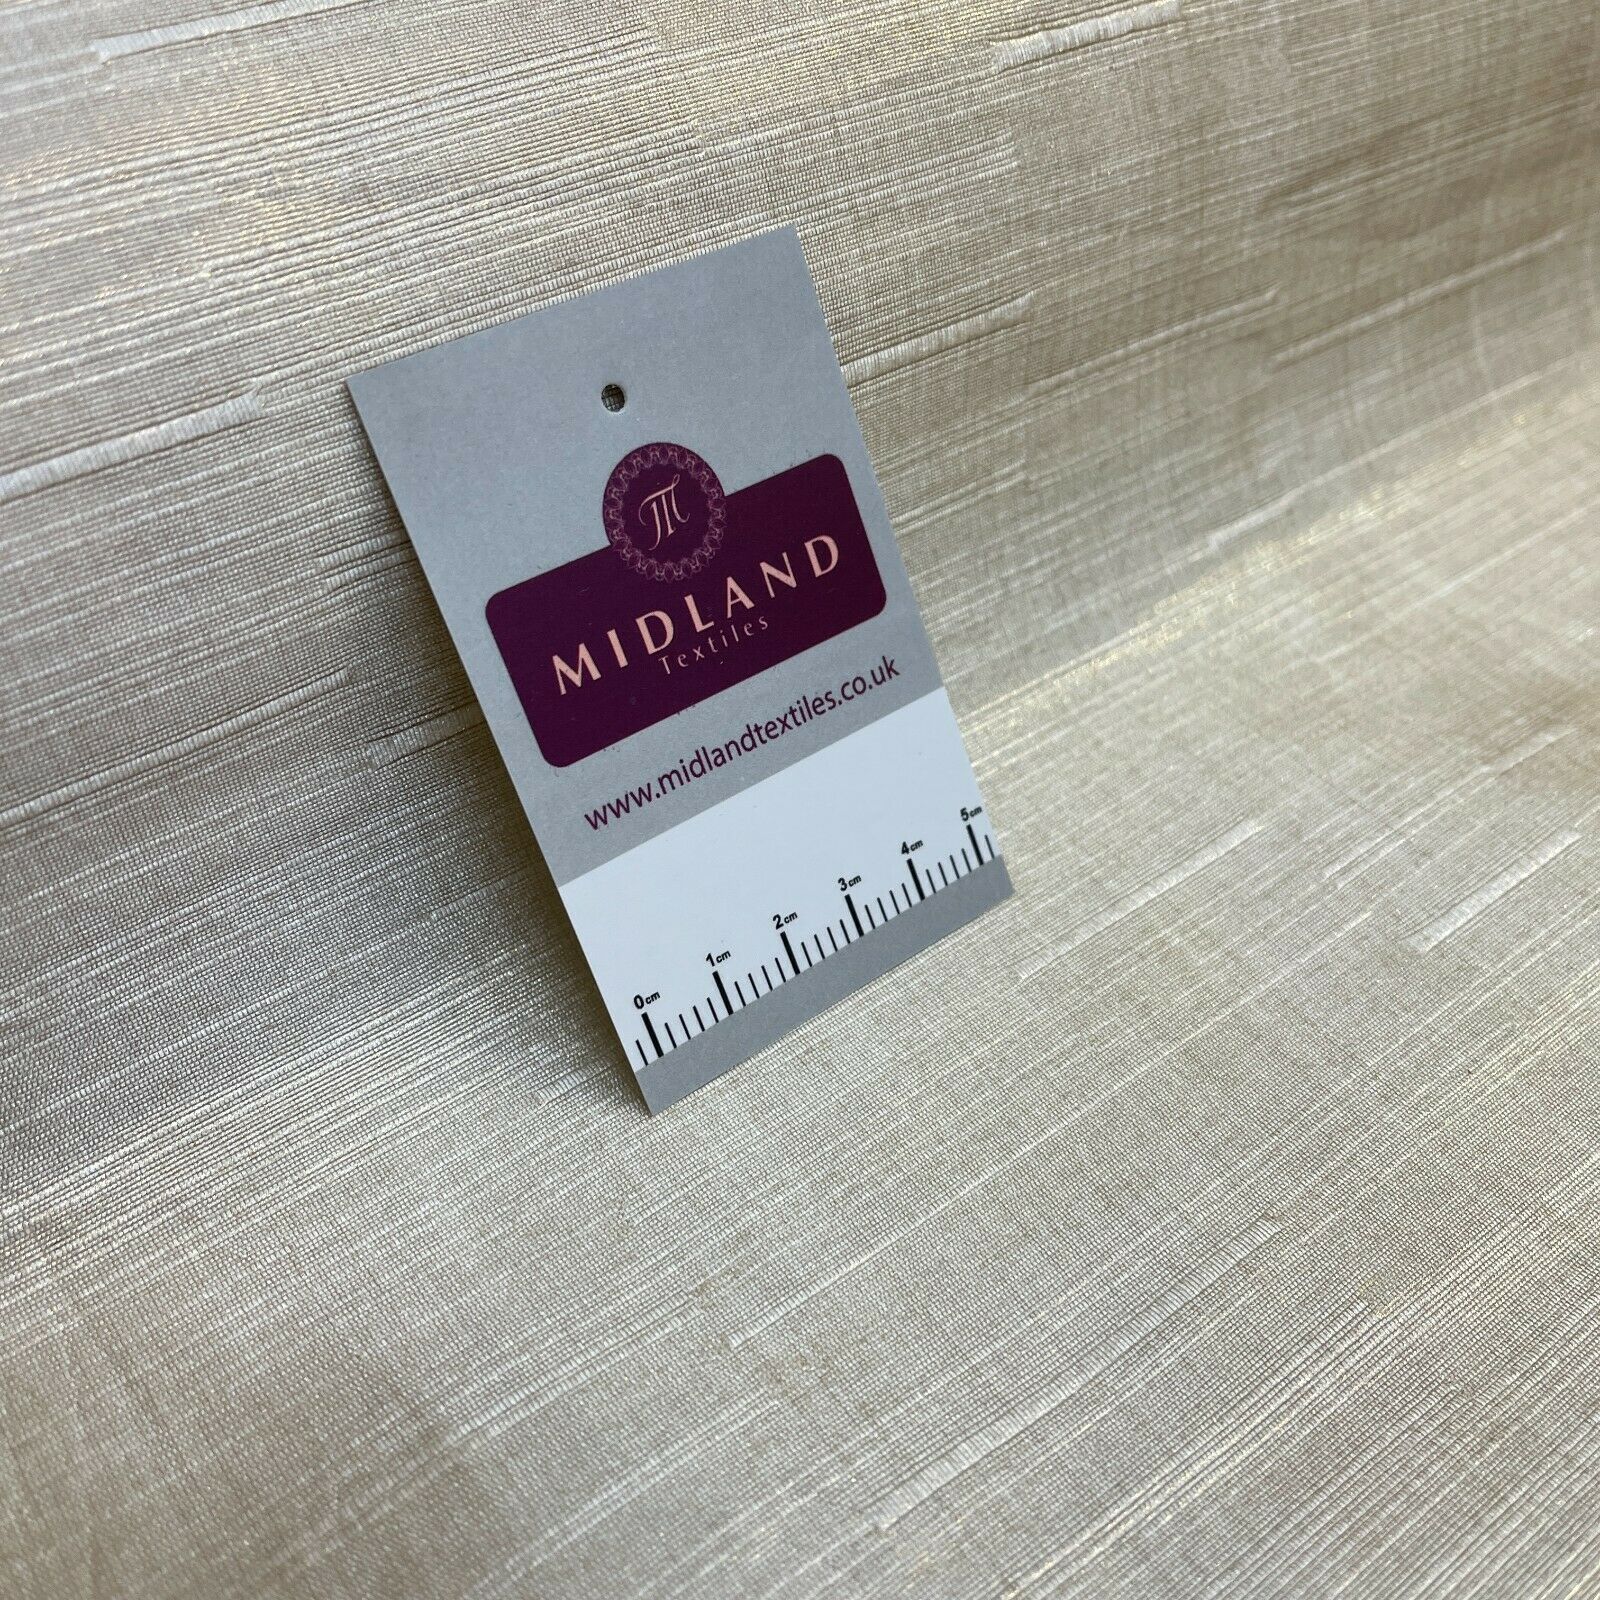 M
MIDLAND
Textiles
www.midlandtextiles.co.uk
0cm 1cm 2cm 3cm 4cm 5cm